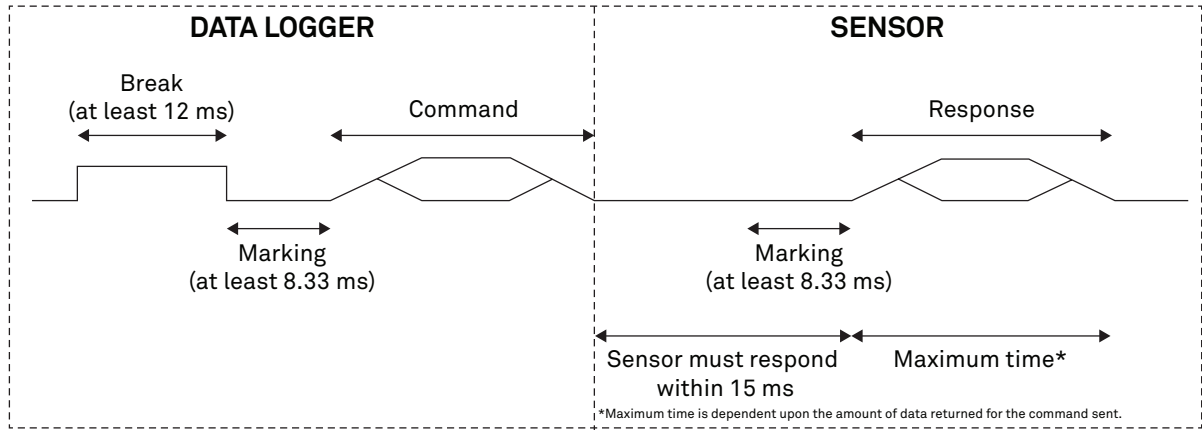 DATA LOGGER
SENSOR
Break
(at least 12 ms)
Command
Response
Marking
(at least 8.33 ms)
Marking
(at least 8.33 ms)
Sensor must respond
within 15 ms
Maximum time*
*Maximum time is dependent upon the amount of data returned for the command sent.